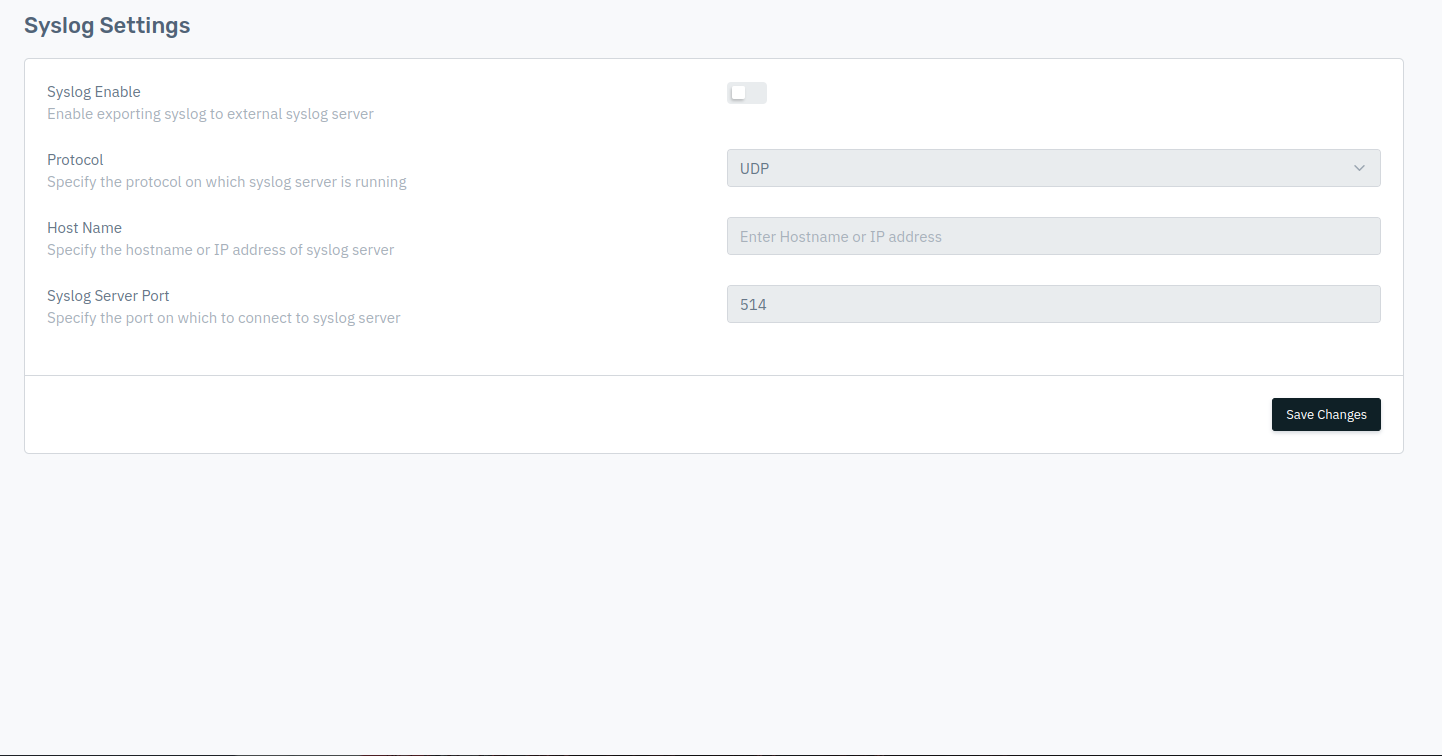 Syslog Settings
Syslog Enable
Enable exporting syslog to external syslog server
Protocol
Specify the protocol on which syslog server is running
UDP
Host Name
Specify the hostname or IP address of syslog server
Enter Hostname or IP address
Syslog Server Port
Specify the port on which to connect to syslog server
514
Save Changes